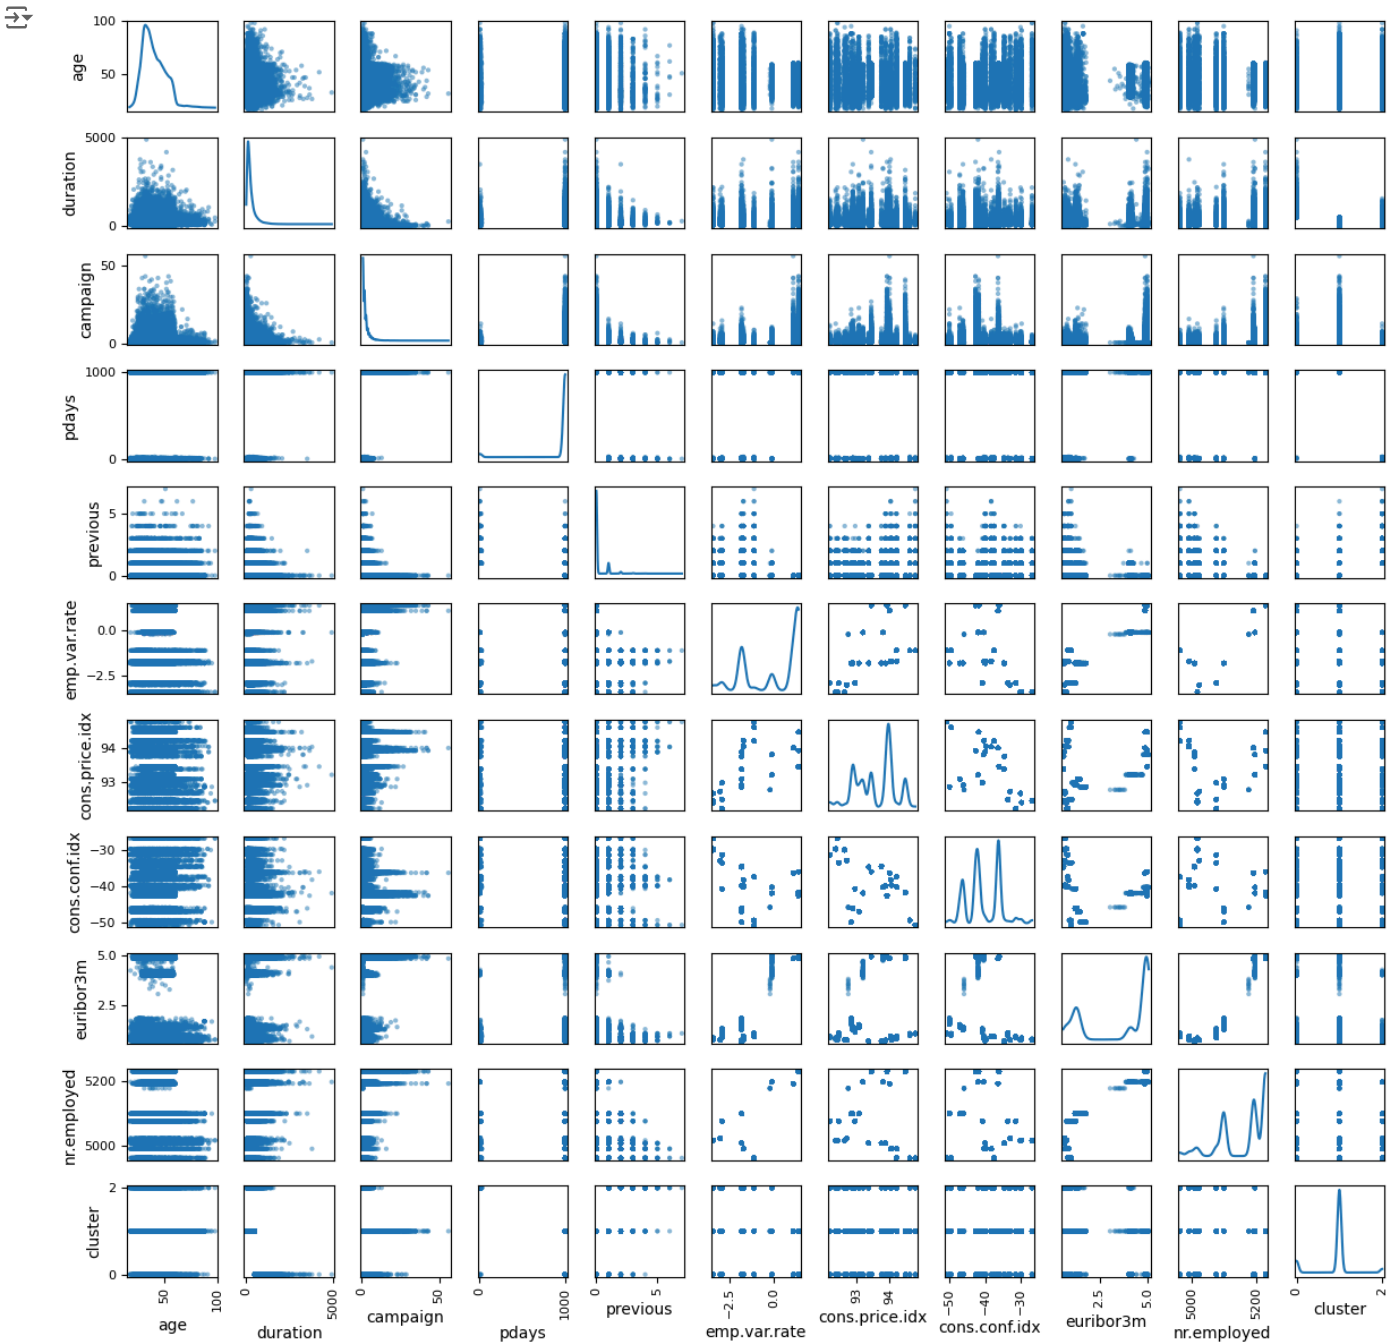 100
50
age
5000
0
duration
50
0
campaign
1000
0
pdays
5
0
previous
0.0
−2.5
emp.var.rate
94
93
cons.price.idx
−30
−40
−50
cons.conf.idx
5.0
2.5
euribor3m
5200
5000
nr.employed
2
0
cluster
50
100
age
0
5000
duration
0
50
campaign
0
1000
pdays
0
5
previous
−2.5
0.0
emp.var.rate
93
94
cons.price.idx
−50
−40
−30
cons.conf.idx
2.5
5.0
euribor3m
5000
5200
nr.employed
0
2
cluster